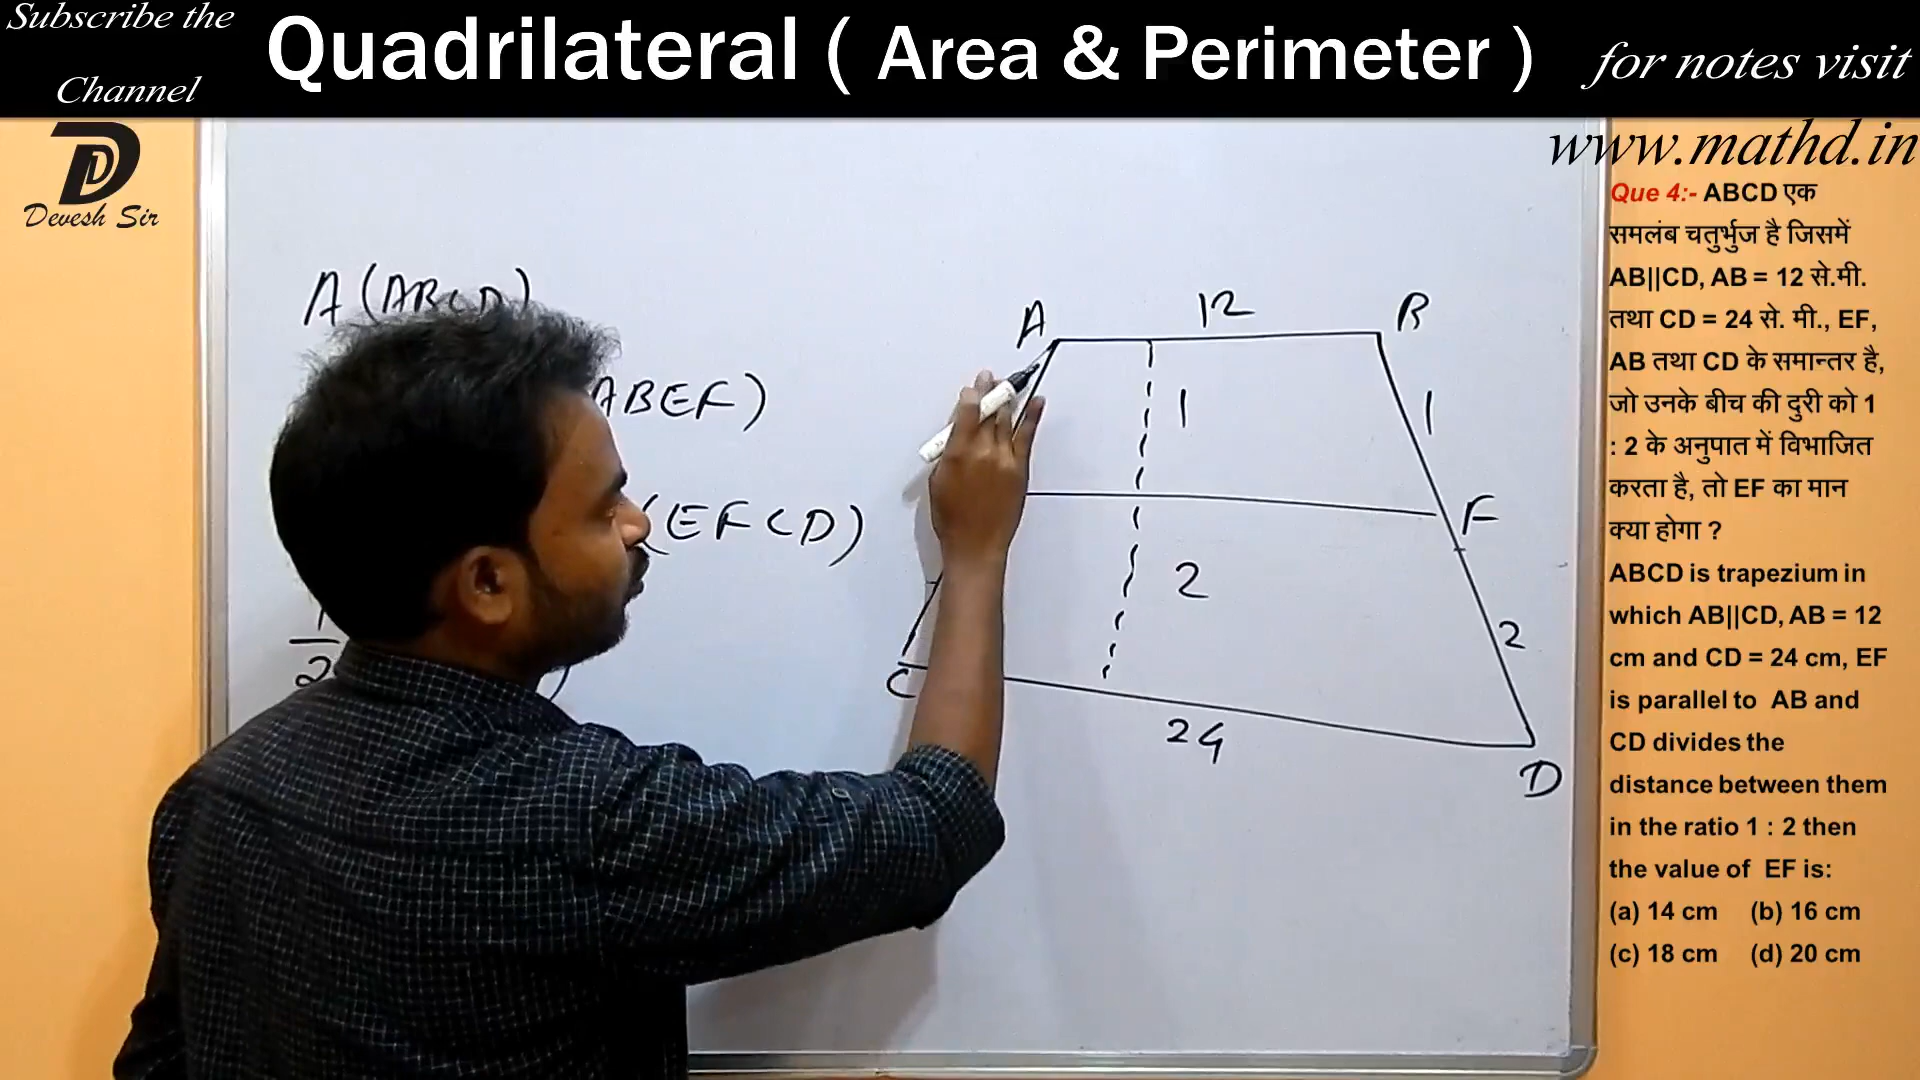 Subscribe the
Channel
Quadrilateral ( Area & Perimeter )
for notes visit
www.mathd.in
D
Devesh Sir
Que 4:- ABCD एक
समलंब चतुर्भुज है जिसमें
AB||CD, AB = 12 से.मी.
तथा CD = 24 से. मी., EF,
AB तथा CD के समान्तर है,
जो उनके बीच की दुरी को 1
: 2 के अनुपात में विभाजित
करता है, तो EF का मान
क्या होगा ?
ABCD is trapezium in
which AB||CD, AB = 12
cm and CD = 24 cm, EF
is parallel to AB and
CD divides the
distance between them
in the ratio 1 : 2 then
the value of EF is:
(a) 14 cm (b) 16 cm
(c) 18 cm (d) 20 cm
A (ABCD)
ABEF)
(EFCD)
1
2
)
A 12 B
1 1
F
2
2
C
24
D